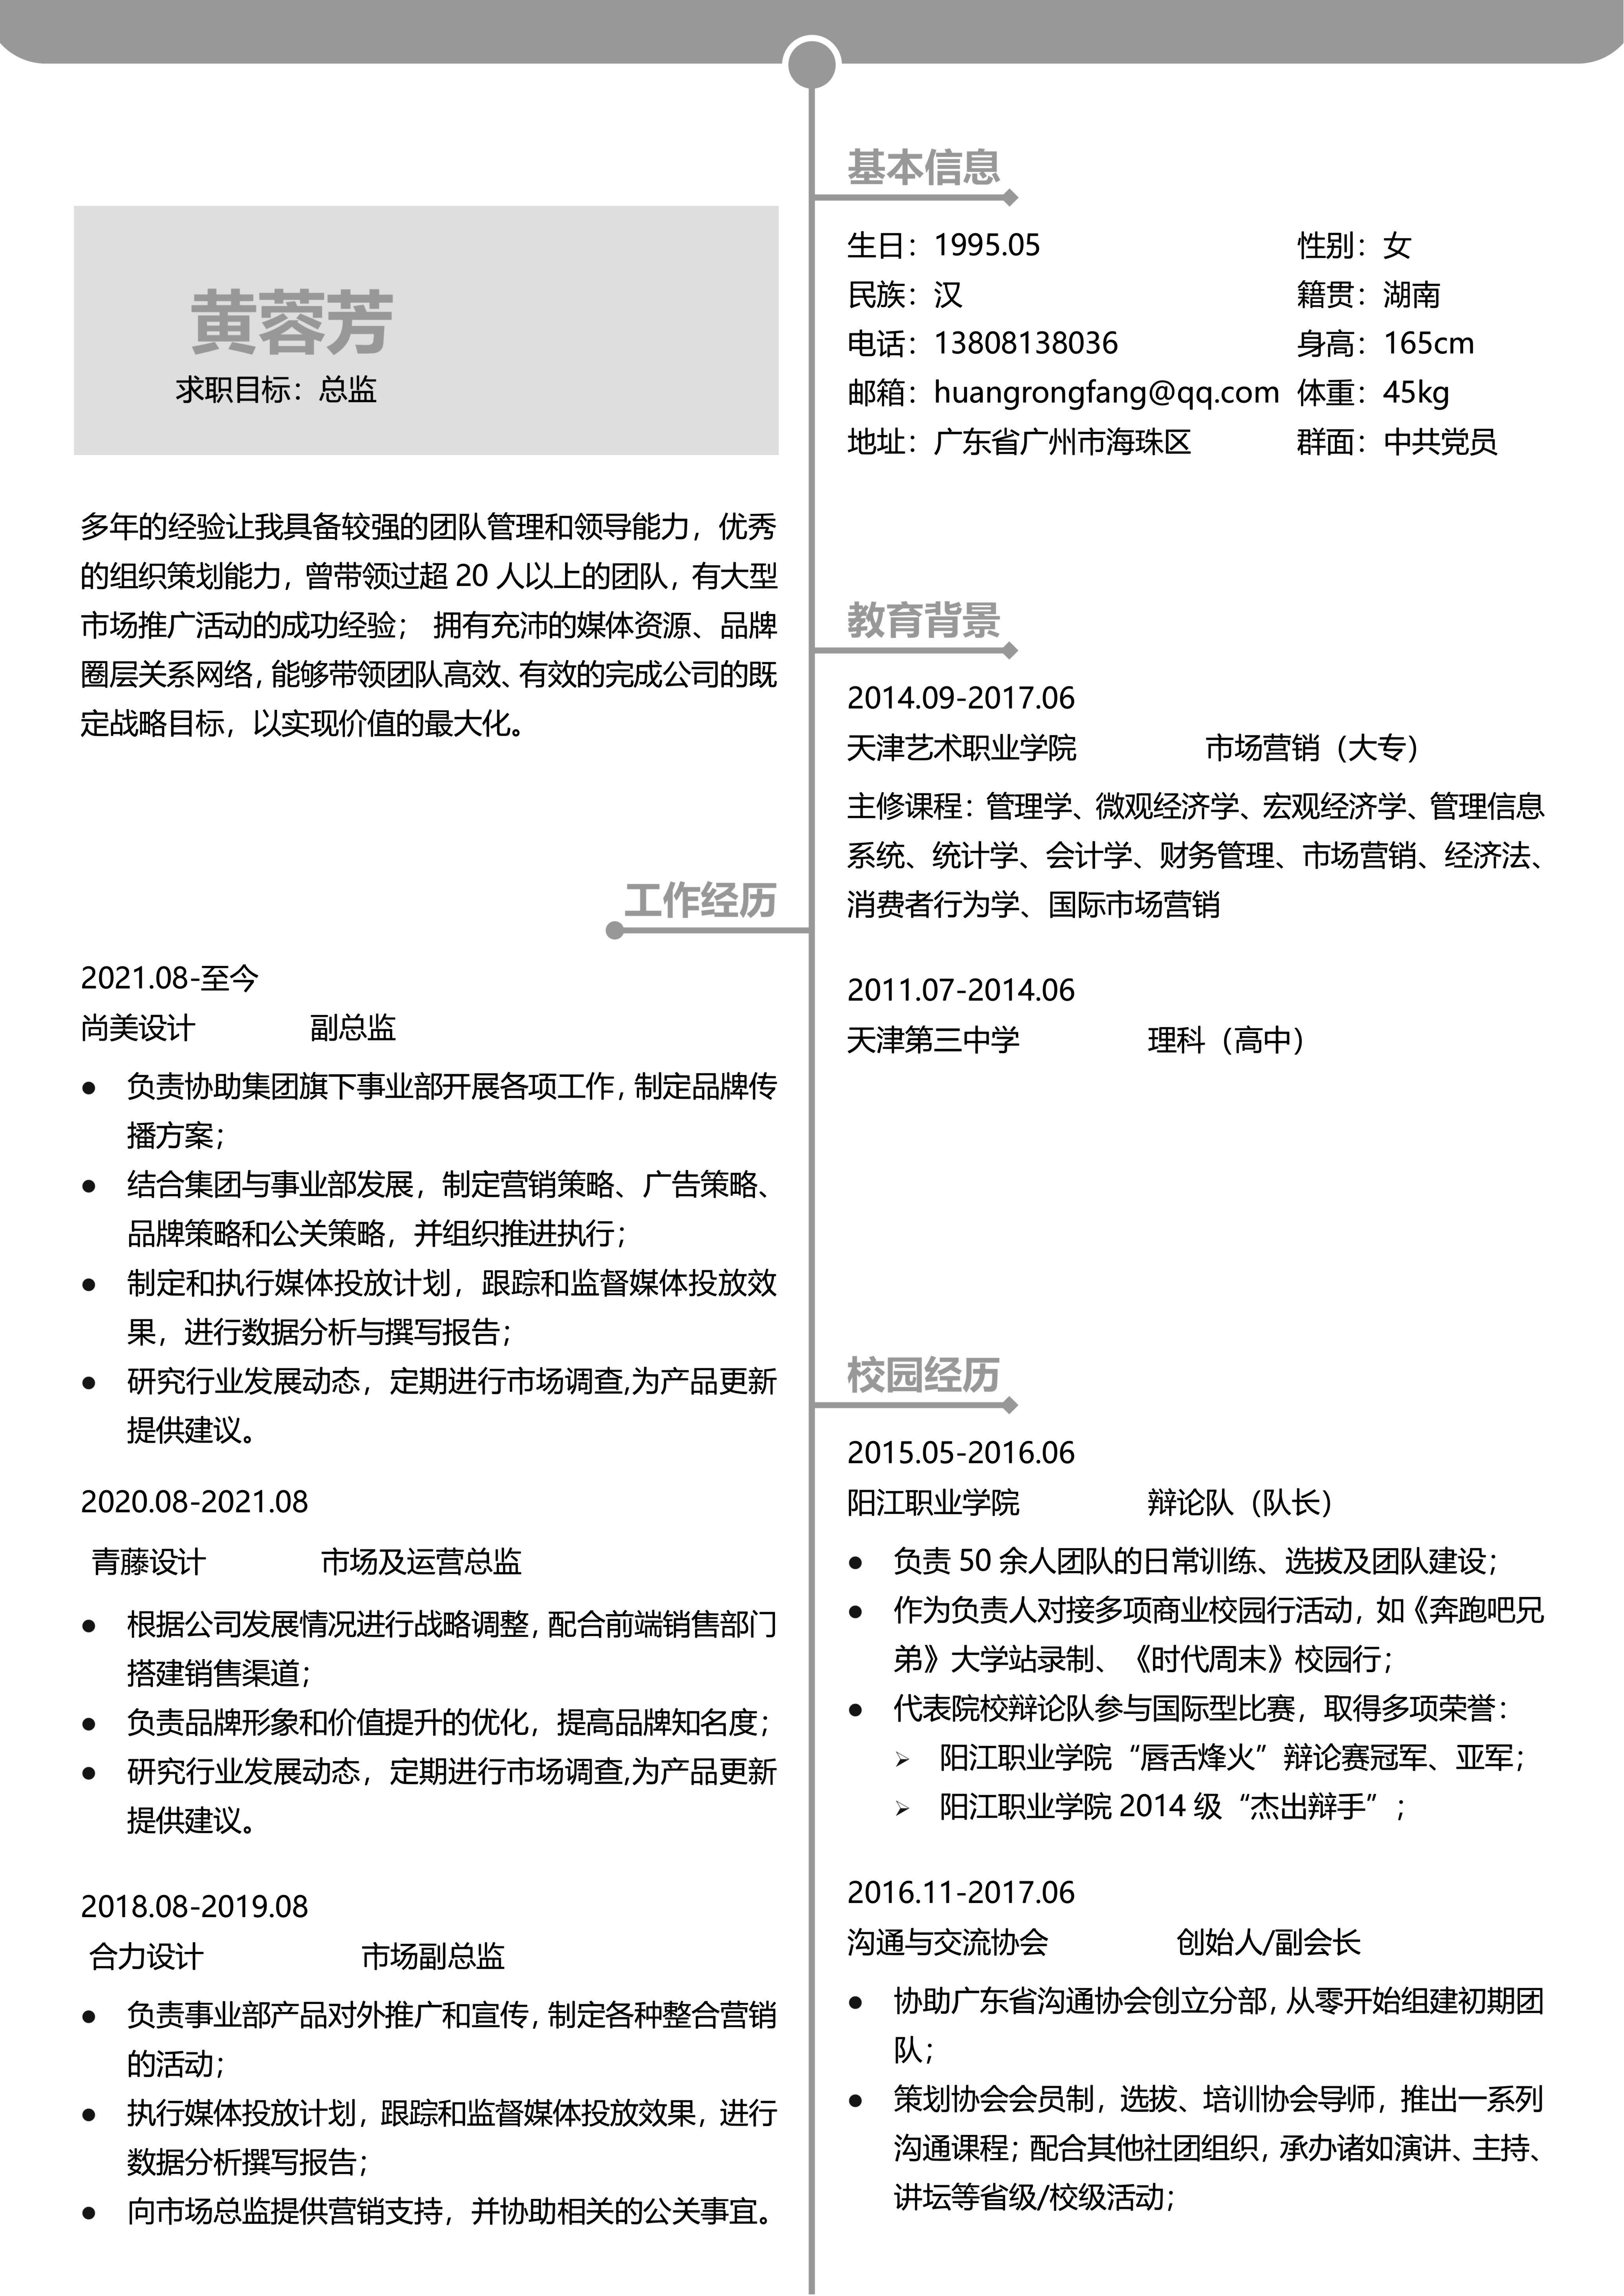 黄蓉芳
求职目标：总监
多年的经验让我具备较强的团队管理和领导能力，优秀
的组织策划能力，曾带领过超 20 人以上的团队，有大型
市场推广活动的成功经验； 拥有充沛的媒体资源、品牌
圈层关系网络，能够带领团队高效、有效的完成公司的既
定战略目标，以实现价值的最大化。
工作经历
2021.08-至今
尚美设计 副总监
● 负责协助集团旗下事业部开展各项工作，制定品牌传
播方案；
● 结合集团与事业部发展，制定营销策略、广告策略、
品牌策略和公关策略，并组织推进执行；
● 制定和执行媒体投放计划，跟踪和监督媒体投放效
果，进行数据分析与撰写报告；
● 研究行业发展动态，定期进行市场调查,为产品更新
提供建议。
2020.08-2021.08
青藤设计 市场及运营总监
● 根据公司发展情况进行战略调整，配合前端销售部门
搭建销售渠道；
● 负责品牌形象和价值提升的优化，提高品牌知名度；
● 研究行业发展动态，定期进行市场调查,为产品更新
提供建议。
2018.08-2019.08
合力设计 市场副总监
● 负责事业部产品对外推广和宣传，制定各种整合营销
的活动；
● 执行媒体投放计划，跟踪和监督媒体投放效果，进行
数据分析撰写报告；
● 向市场总监提供营销支持，并协助相关的公关事宜。
基本信息
生日：1995.05 性别：女
民族：汉 籍贯：湖南
电话：13808138036 身高：165cm
邮箱：huangrongfang@qq.com 体重：45kg
地址：广东省广州市海珠区 群面：中共党员
教育背景
2014.09-2017.06
天津艺术职业学院 市场营销（大专）
主修课程：管理学、微观经济学、宏观经济学、管理信息
系统、统计学、会计学、财务管理、市场营销、经济法、
消费者行为学、国际市场营销
2011.07-2014.06
天津第三中学 理科（高中）
校园经历
2015.05-2016.06
阳江职业学院 辩论队（队长）
● 负责 50 余人团队的日常训练、选拔及团队建设；
● 作为负责人对接多项商业校园行活动，如《奔跑吧兄
弟》大学站录制、《时代周末》校园行；
● 代表院校辩论队参与国际型比赛，取得多项荣誉：
➢ 阳江职业学院“唇舌烽火”辩论赛冠军、亚军；
➢ 阳江职业学院 2014 级“杰出辩手”；
2016.11-2017.06
沟通与交流协会 创始人/副会长
● 协助广东省沟通协会创立分部，从零开始组建初期团
队；
● 策划协会会员制，选拔、培训协会导师，推出一系列
沟通课程；配合其他社团组织，承办诸如演讲、主持、
讲坛等省级/校级活动；